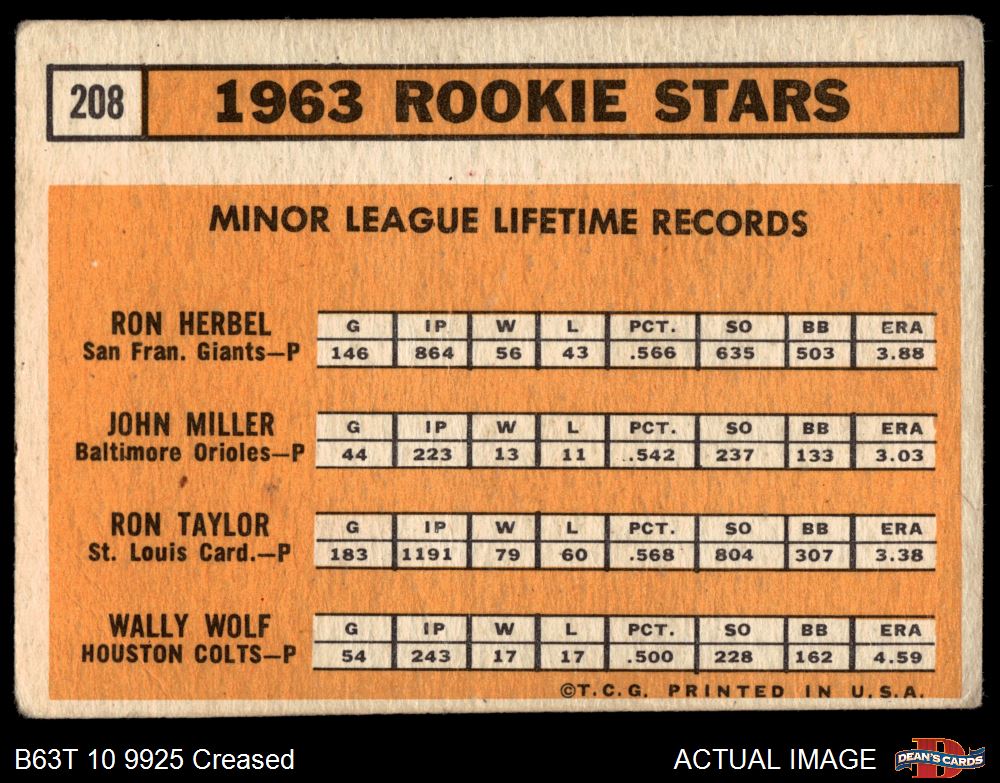 208 1963 ROOKIE STARS
MINOR LEAGUE LIFETIME RECORDS
RON HERBEL
San Fran. Giants—P
G IP W L PCT. SO BB ERA
146 864 56 43 .566 635 503 3.88
JOHN MILLER
Baltimore Orioles—P
G IP W L PCT. SO BB ERA
44 223 13 11 .542 237 133 3.03
RON TAYLOR
St. Louis Card.—P
G IP W L PCT. SO BB ERA
183 1191 79 60 .568 804 307 3.38
WALLY WOLF
HOUSTON COLTS—P
G IP W L PCT. SO BB ERA
54 243 17 17 .500 228 162 4.59
©T.C.G. PRINTED IN U.S.A.
B63T 10 9925 Creased
ACTUAL IMAGE
D
DEAN'S CARDS